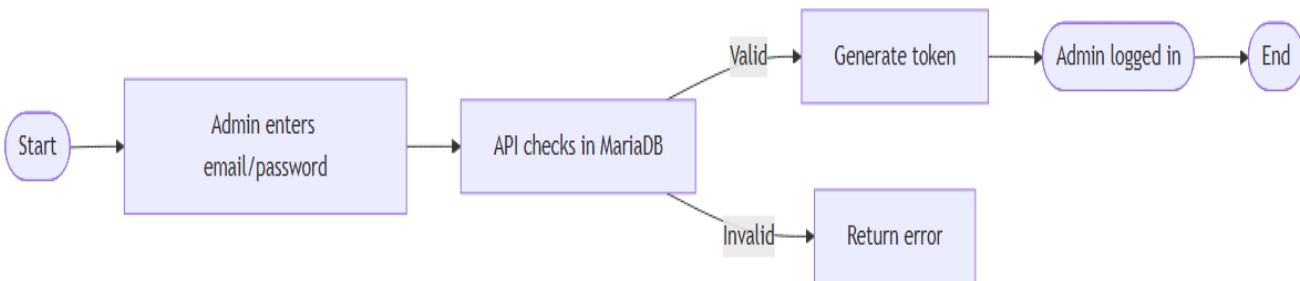 Start
Admin enters
email/password
API checks in MariaDB
Valid
Generate token
Admin logged in
End
Invalid
Return error